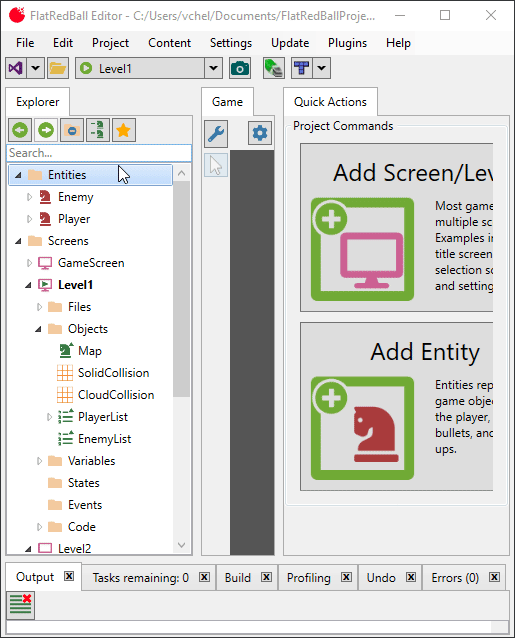 FlatRedBall Editor - C:/Users/vchel/Documents/FlatRedBallProje...
File Edit Project Content Settings Update Plugins Help
Level1
Explorer
Search...
Entities
Enemy
Player
Screens
GameScreen
Level1
Files
Objects
Map
SolidCollision
CloudCollision
PlayerList
EnemyList
Variables
States
Events
Code
Level2
Game
Quick Actions
Project Commands
Add Screen/Lev
Most game
multiple sc
Examples in
title screen
selection sc
and setting
Add Entity
Entities rep
game objec
the player,
bullets, and
ups.
Output Tasks remaining: 0 Build Profiling Undo Errors (0)